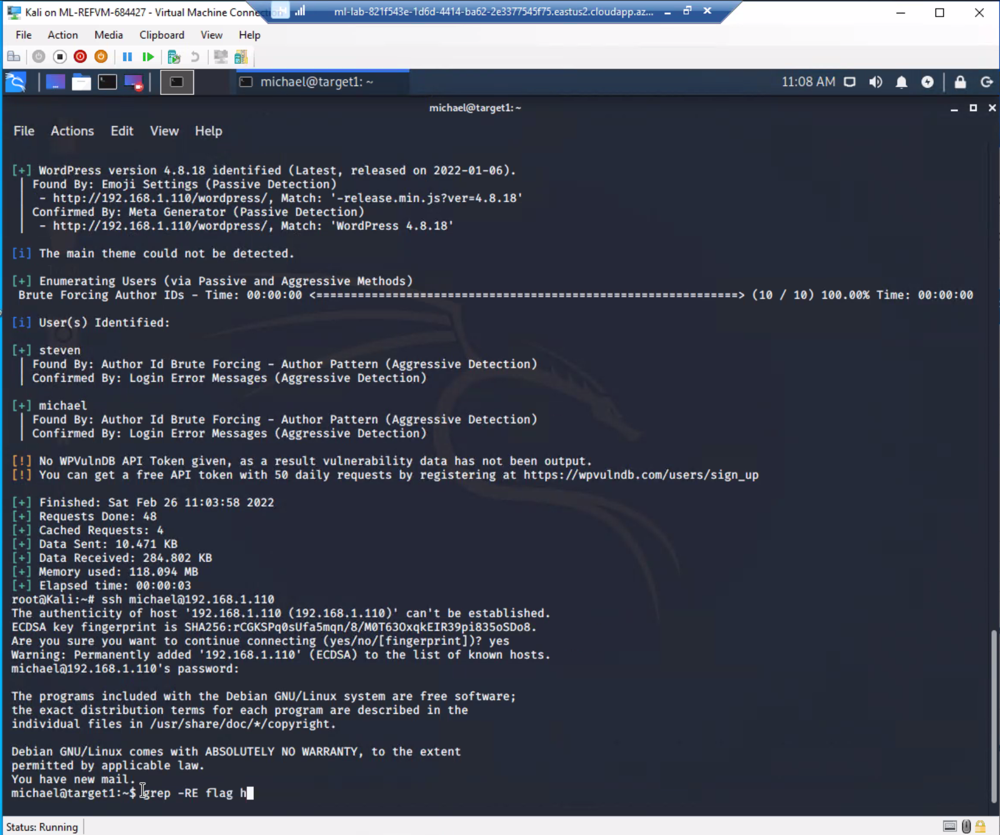 Kali on ML-REFVM-684427 - Virtual Machine Connec
ml-lab-821f543e-1d6d-4414-ba62-2e3377545f75.eastus2.cloudapp.az...
File Action Media Clipboard View Help
michael@target1: ~
11:08 AM
michael@target1: ~
File Actions Edit View Help
[+] WordPress version 4.8.18 identified (Latest, released on 2022-01-06).
| Found By: Emoji Settings (Passive Detection)
|  - http://192.168.1.110/wordpress/, Match: '-release.min.js?ver=4.8.18'
| Confirmed By: Meta Generator (Passive Detection)
|  - http://192.168.1.110/wordpress/, Match: 'WordPress 4.8.18'
[i] The main theme could not be detected.
[+] Enumerating Users (via Passive and Aggressive Methods)
Brute Forcing Author IDs - Time: 00:00:00 <=============================================================> (10 / 10) 100.00% Time: 00:00:00
[i] User(s) Identified:
[+] steven
| Found By: Author Id Brute Forcing - Author Pattern (Aggressive Detection)
| Confirmed By: Login Error Messages (Aggressive Detection)
[+] michael
| Found By: Author Id Brute Forcing - Author Pattern (Aggressive Detection)
| Confirmed By: Login Error Messages (Aggressive Detection)
[!] No WPVulnDB API Token given, as a result vulnerability data has not been output.
[!] You can get a free API token with 50 daily requests by registering at https://wpvulndb.com/users/sign_up
[+] Finished: Sat Feb 26 11:03:58 2022
[+] Requests Done: 48
[+] Cached Requests: 4
[+] Data Sent: 10.471 KB
[+] Data Received: 284.802 KB
[+] Memory used: 118.094 MB
[+] Elapsed time: 00:00:03
root@Kali:~# ssh michael@192.168.1.110
The authenticity of host '192.168.1.110 (192.168.1.110)' can't be established.
ECDSA key fingerprint is SHA256:rCGKSPq0sUfa5mqn/8/M0T63OxqkEIR39pi835oSDo8.
Are you sure you want to continue connecting (yes/no/[fingerprint])? yes
Warning: Permanently added '192.168.1.110' (ECDSA) to the list of known hosts.
michael@192.168.1.110's password:
The programs included with the Debian GNU/Linux system are free software;
the exact distribution terms for each program are described in the
individual files in /usr/share/doc/*/copyright.
Debian GNU/Linux comes with ABSOLUTELY NO WARRANTY, to the extent
permitted by applicable law.
You have new mail.
michael@target1:~$ grep -RE flag h
Status: Running